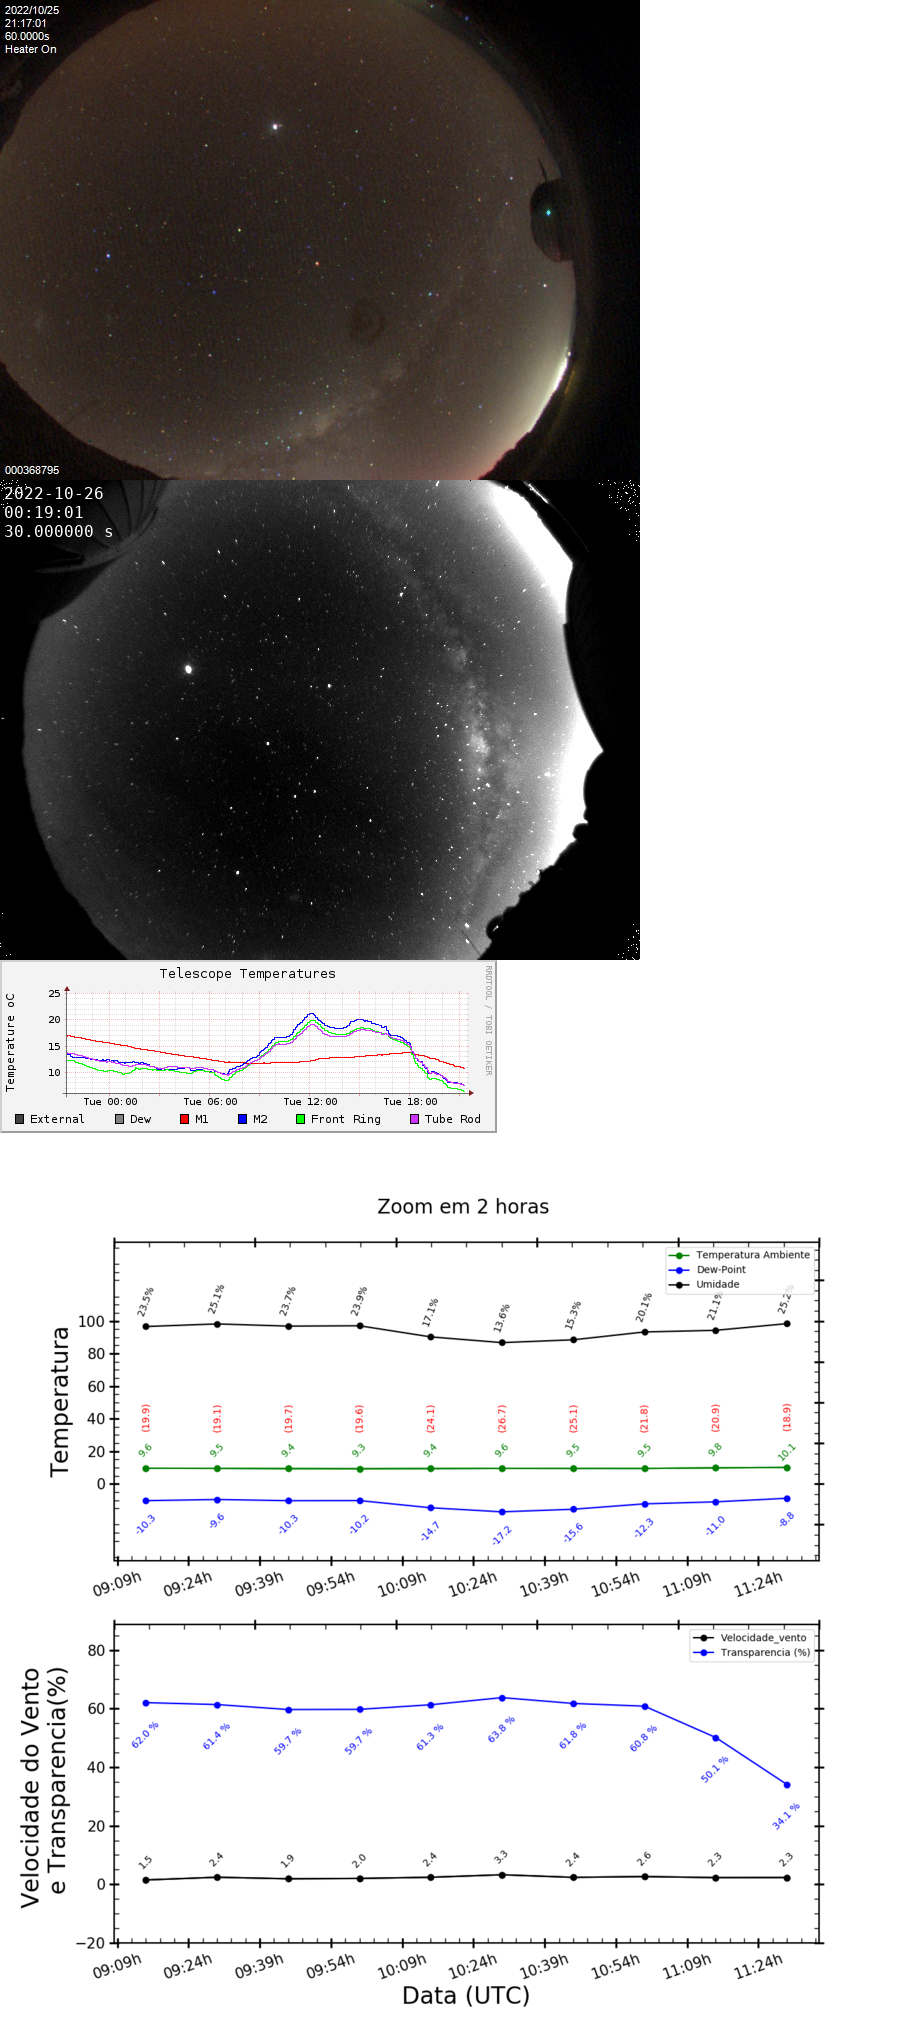 2022/10/25
21:17:01
60.0000s
Heater On
000368795
2022-10-26
00:19:01
30.000000 s
Telescope Temperatures
RRDTOOL / TOBI OETIKER
Temperature oC
25
20
15
10
Tue 00:00 Tue 06:00 Tue 12:00 Tue 18:00
External Dew M1 M2 Front Ring Tube Rod
Zoom em 2 horas
Temperatura Ambiente
Dew-Point
Umidade
23.5% 25.1% 23.7% 23.9% 17.1% 13.6% 15.3% 20.1% 21.1% 25.2%
Temperatura
100
80
60
40
20
0
(19.9) (19.1) (19.7) (19.6) (24.1) (26.7) (25.1) (21.8) (20.9) (18.9)
9.6 9.5 9.4 9.3 9.4 9.6 9.5 9.5 9.8 10.1
-10.3 -9.6 -10.3 -10.2 -14.7 -17.2 -15.6 -12.3 -11.0 -8.8
09:09h 09:24h 09:39h 09:54h 10:09h 10:24h 10:39h 10:54h 11:09h 11:24h
Velocidade_vento
Transparencia (%)
Velocidade do Vento
e Transparencia(%)
80
60
40
20
0
−20
62.0 % 61.4 % 59.7 % 59.7 % 61.3 % 63.8 % 61.8 % 60.8 % 50.1 % 34.1 %
1.5 2.4 1.9 2.0 2.4 3.3 2.4 2.6 2.3 2.3
09:09h 09:24h 09:39h 09:54h 10:09h 10:24h 10:39h 10:54h 11:09h 11:24h
Data (UTC)